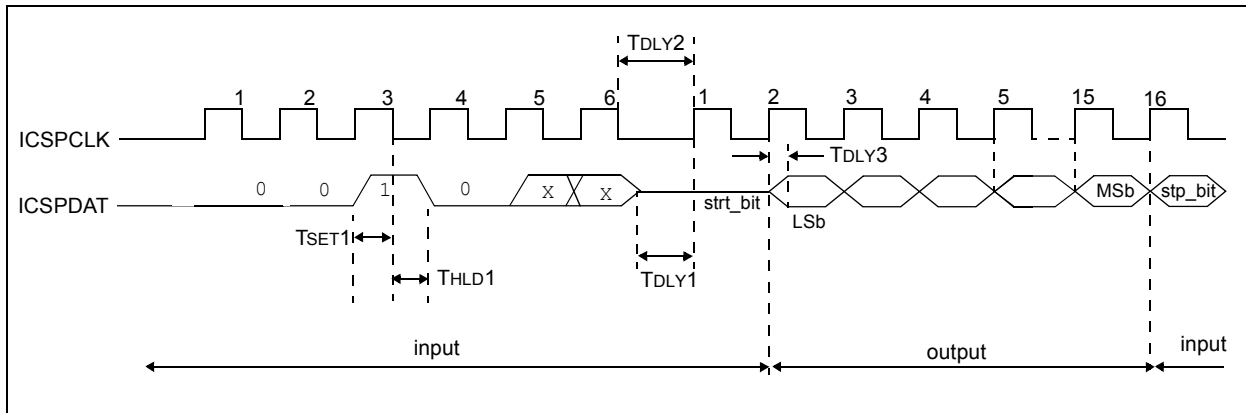 TDLY2
1 2 3 4 5 6 1 2 3 4 5 15 16
ICSPCLK
TDLY3
ICSPDAT 0 0 1 0 X X strt_bit LSb MSb stp_bit
TSET1 THLD1 TDLY1
input output input